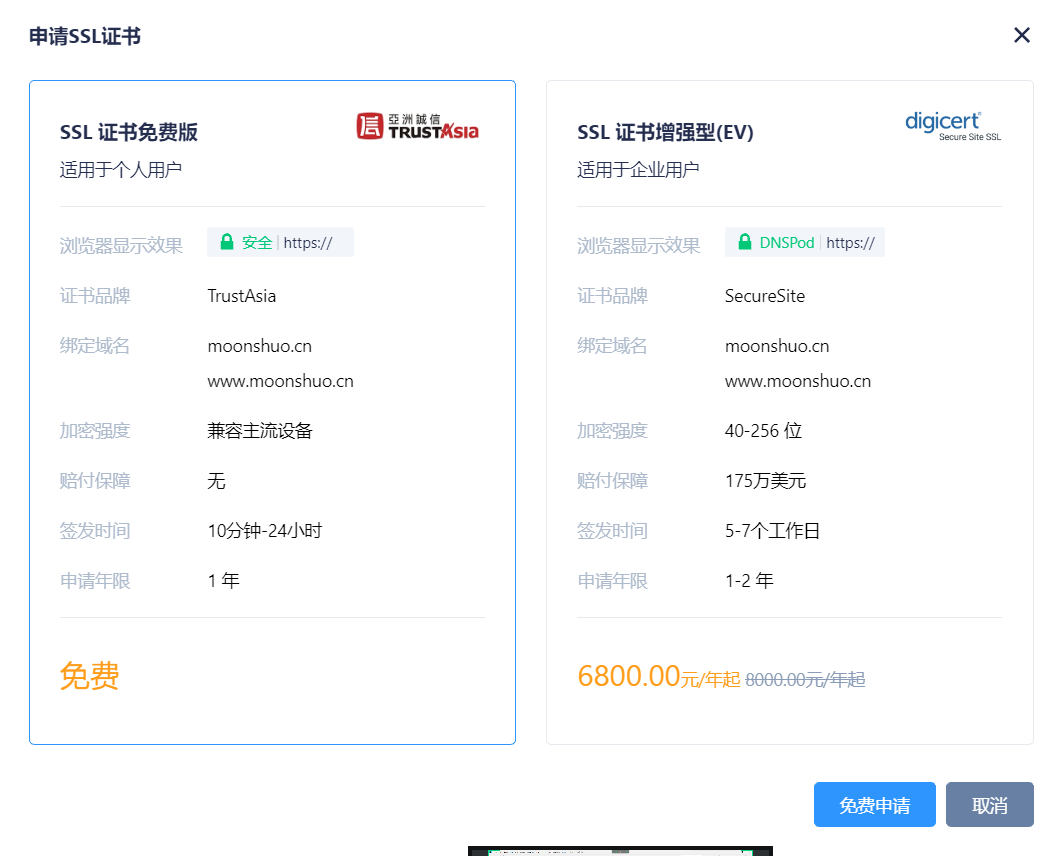 申请SSL证书
SSL 证书免费版
亞洲誠信
TRUSTAsia
适用于个人用户
浏览器显示效果
安全 https://
证书品牌
TrustAsia
绑定域名
moonshuo.cn
www.moonshuo.cn
加密强度
兼容主流设备
赔付保障
无
签发时间
10分钟-24小时
申请年限
1 年
免费
SSL 证书增强型(EV)
digicert®
Secure Site SSL
适用于企业用户
浏览器显示效果
DNSPod https://
证书品牌
SecureSite
绑定域名
moonshuo.cn
www.moonshuo.cn
加密强度
40-256 位
赔付保障
175万美元
签发时间
5-7个工作日
申请年限
1-2 年
6800.00元/年起 8000.00元/年起
免费申请
取消